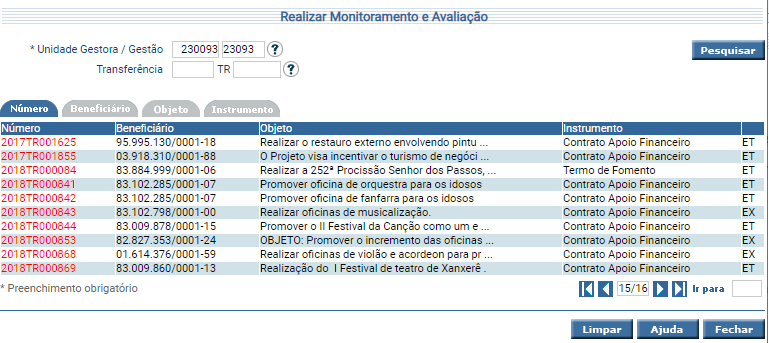 Realizar Monitoramento e Avaliação
* Unidade Gestora / Gestão 230093 23093 ?
Pesquisar
Transferência TR ?
Número Beneficiário Objeto Instrumento
Número Beneficiário Objeto Instrumento
2017TR001625 95.995.130/0001-18 Realizar o restauro externo envolvendo pintu ... Contrato Apoio Financeiro ET
2017TR001855 03.918.310/0001-88 O Projeto visa incentivar o turismo de negóci ... Contrato Apoio Financeiro ET
2018TR000084 83.884.999/0001-06 Realizar a 252ª Procissão Senhor dos Passos, ... Termo de Fomento ET
2018TR000841 83.102.285/0001-07 Promover oficina de orquestra para os idosos Contrato Apoio Financeiro ET
2018TR000842 83.102.285/0001-07 Promover oficina de fanfarra para os idosos Contrato Apoio Financeiro ET
2018TR000843 83.102.798/0001-00 Realizar oficinas de musicalização. Contrato Apoio Financeiro EX
2018TR000844 83.009.878/0001-15 Promover o II Festival da Canção como um e ... Contrato Apoio Financeiro ET
2018TR000853 82.827.353/0001-24 OBJETO: Promover o incremento das oficinas ... Contrato Apoio Financeiro EX
2018TR000868 01.614.376/0001-59 Realizar oficinas de violão e acordeon para pr ... Contrato Apoio Financeiro EX
2018TR000869 83.009.860/0001-13 Realização do I Festival de teatro de Xanxerê . Contrato Apoio Financeiro ET
* Preenchimento obrigatório 15/16 Ir para
Limpar Ajuda Fechar